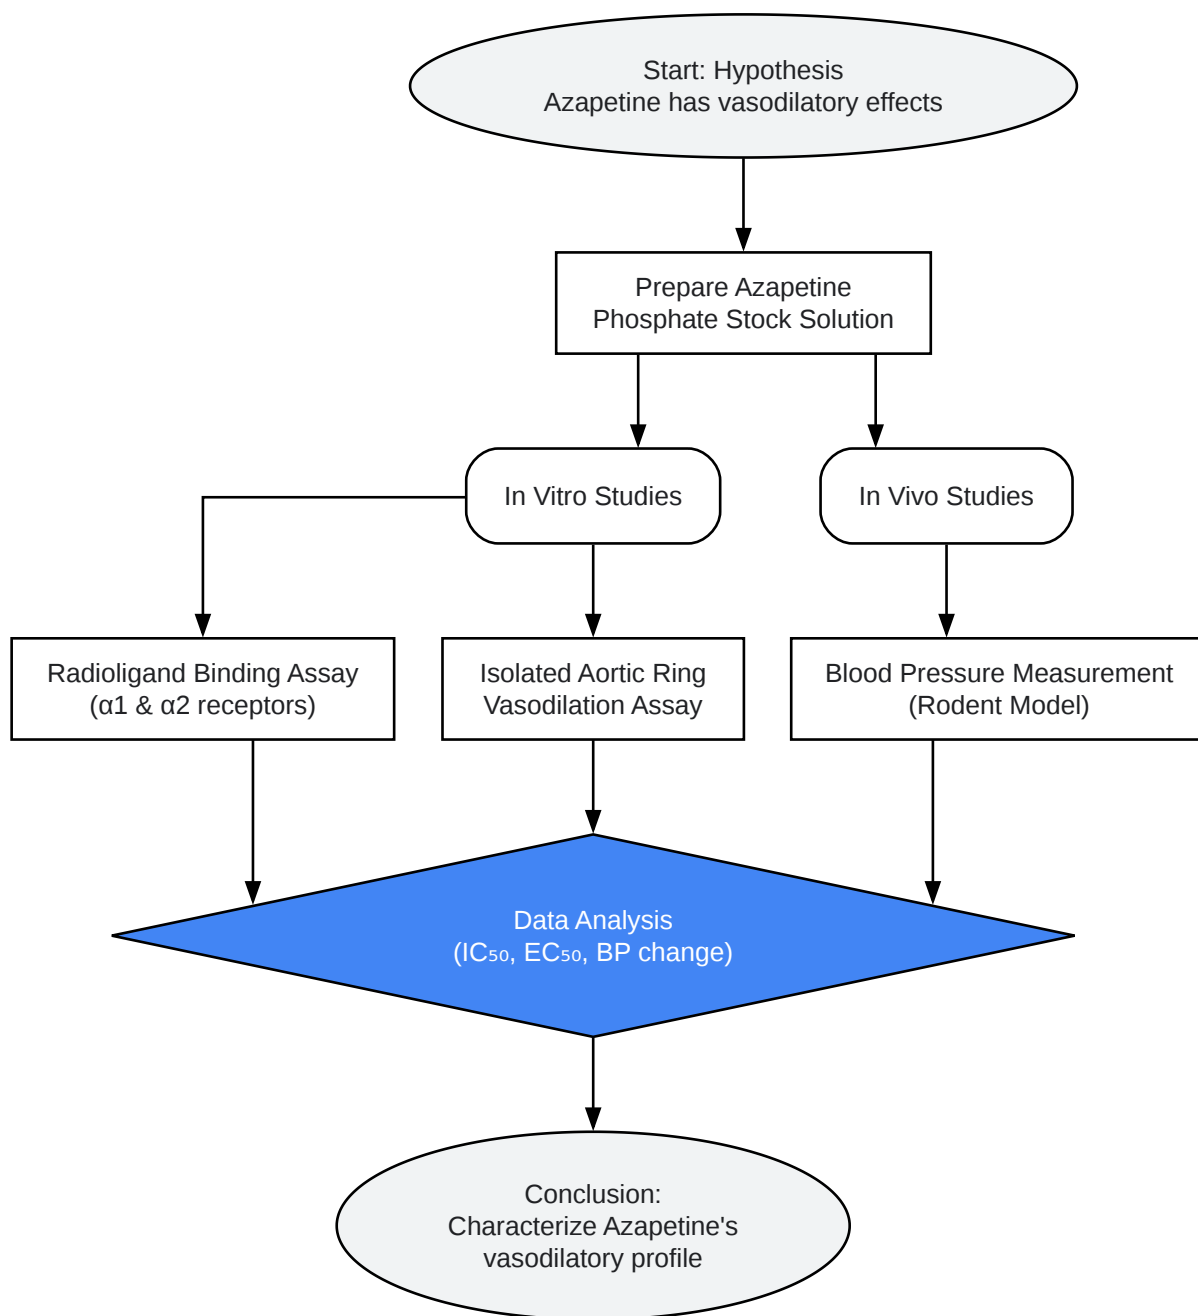 Start: Hypothesis
Azapetine has vasodilatory effects
Prepare Azapetine
Phosphate Stock Solution
In Vitro Studies
In Vivo Studies
Radioligand Binding Assay
(α1 & α2 receptors)
Isolated Aortic Ring
Vasodilation Assay
Blood Pressure Measurement
(Rodent Model)
Data Analysis
(IC₅₀, EC₅₀, BP change)
Conclusion:
Characterize Azapetine's
vasodilatory profile